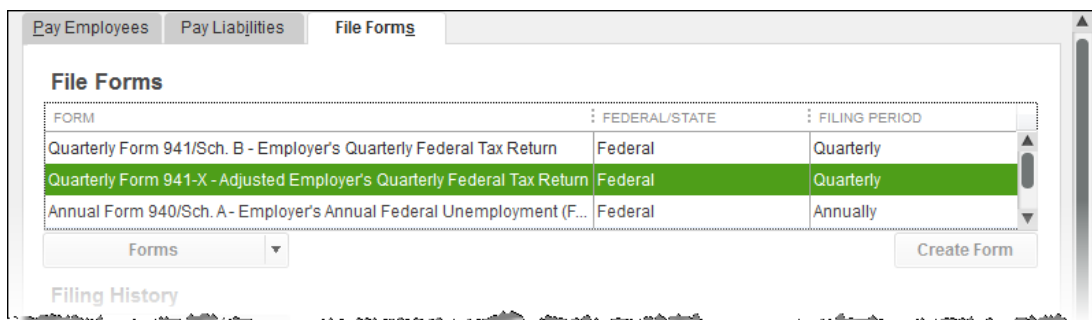 Pay Employees Pay Liabilities File Forms
File Forms
FORM FEDERAL/STATE FILING PERIOD
Quarterly Form 941/Sch. B - Employer's Quarterly Federal Tax Return Federal Quarterly
Quarterly Form 941-X - Adjusted Employer's Quarterly Federal Tax Return Federal Quarterly
Annual Form 940/Sch. A - Employer's Annual Federal Unemployment (F... Federal Annually
Forms Create Form
Filing History